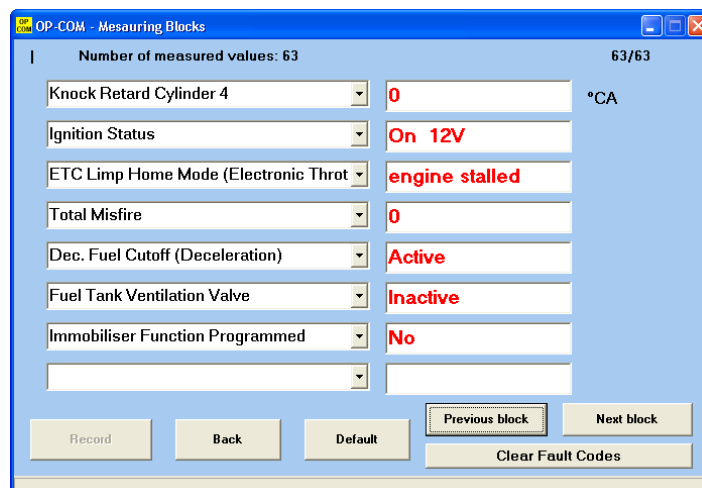 OP COM OP-COM - Mesauring Blocks
Number of measured values: 63 63/63
Knock Retard Cylinder 4 0 °CA
Ignition Status On 12V
ETC Limp Home Mode (Electronic Throt engine stalled
Total Misfire 0
Dec. Fuel Cutoff (Deceleration) Active
Fuel Tank Ventilation Valve Inactive
Immobiliser Function Programmed No
Record Back Default Previous block Next block
Clear Fault Codes